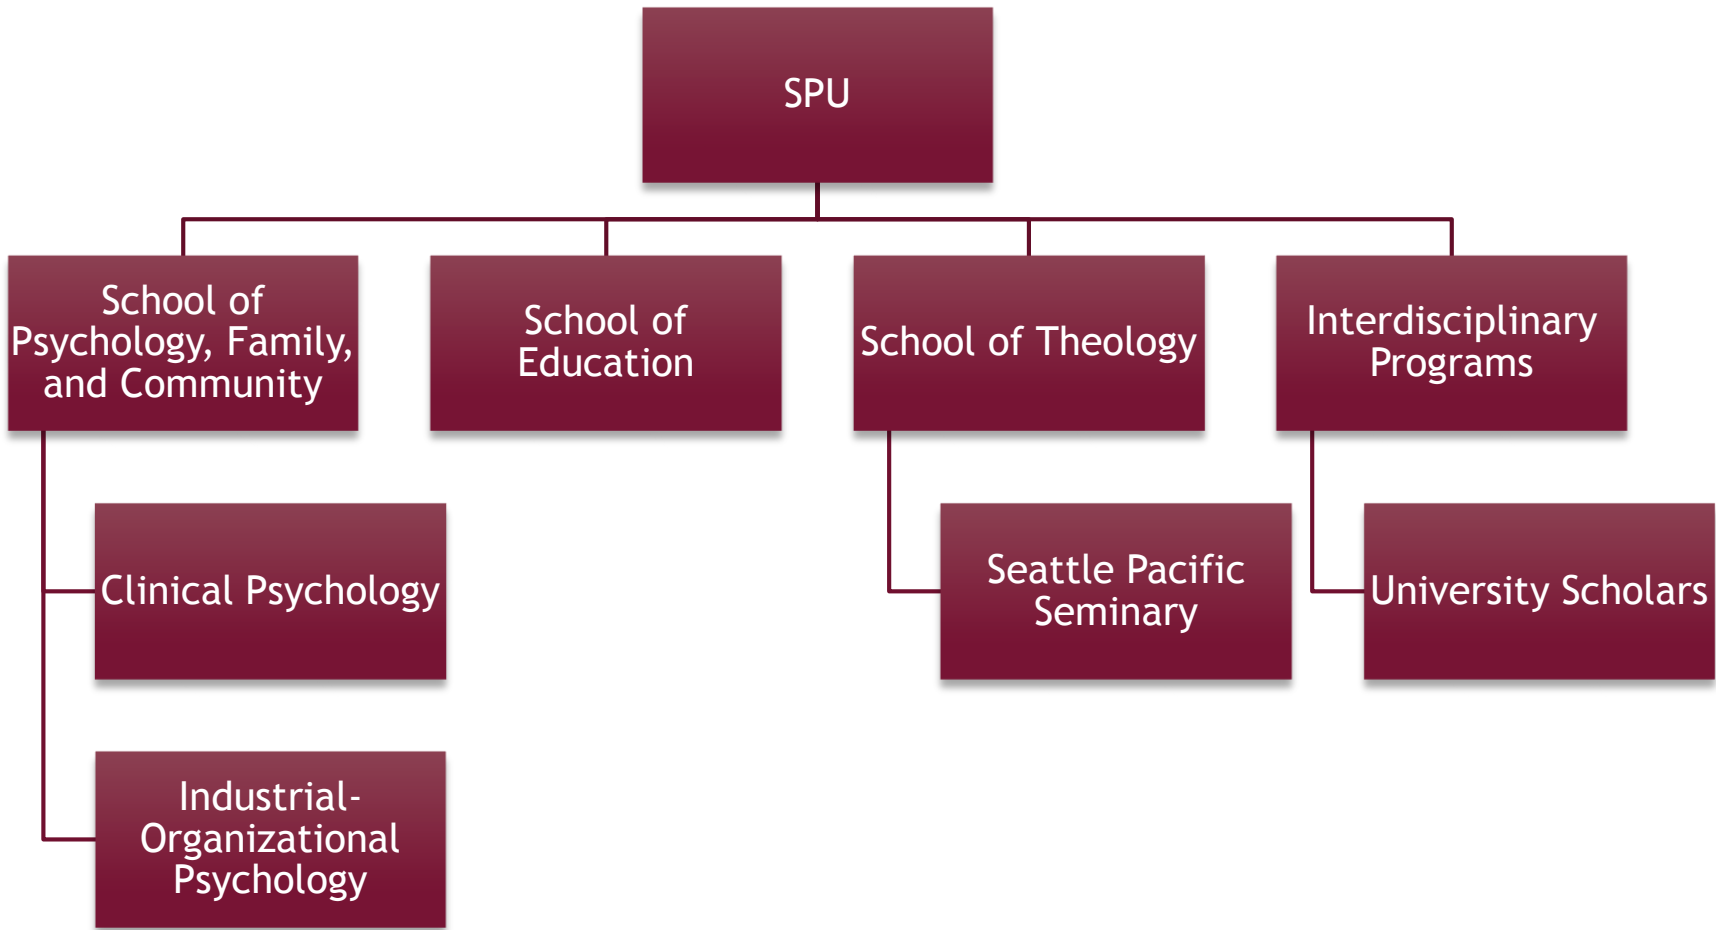 SPU
School of
Psychology, Family,
and Community
School of
Education
School of Theology
Interdisciplinary
Programs
Clinical Psychology
Industrial-
Organizational
Psychology
Seattle Pacific
Seminary
University Scholars